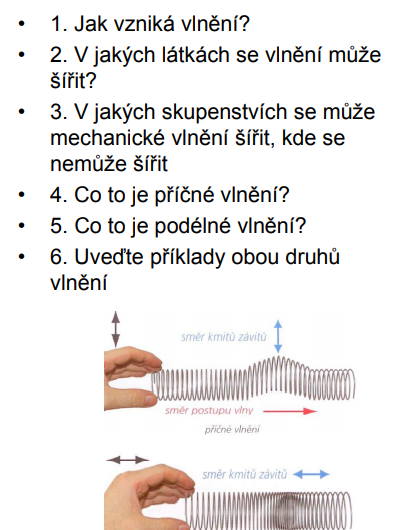 • 1. Jak vzniká vlnění?
• 2. V jakých látkách se vlnění může
šířit?
• 3. V jakých skupenstvích se může
mechanické vlnění šířit, kde se
nemůže šířit
• 4. Co to je příčné vlnění?
• 5. Co to je podélné vlnění?
• 6. Uveďte příklady obou druhů
vlnění
směr kmitů závitů
směr postupu vlny
příčné vlnění
směr kmitů závitů